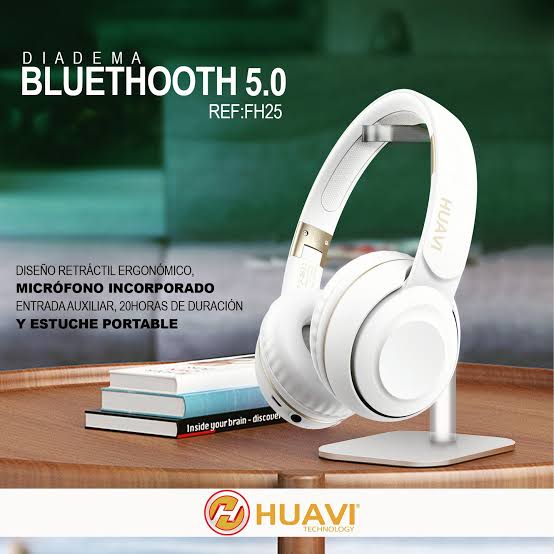 DIADEMA
BLUETHOOTH 5.0
REF:FH25
HUAVI
DISEÑO RETRÁCTIL ERGONÓMICO,
MICRÓFONO INCORPORADO
ENTRADA AUXILIAR, 20HORAS DE DURACIÓN
Y ESTUCHE PORTABLE
Inside your brain - discover
HUAVI®
TECHNOLOGY